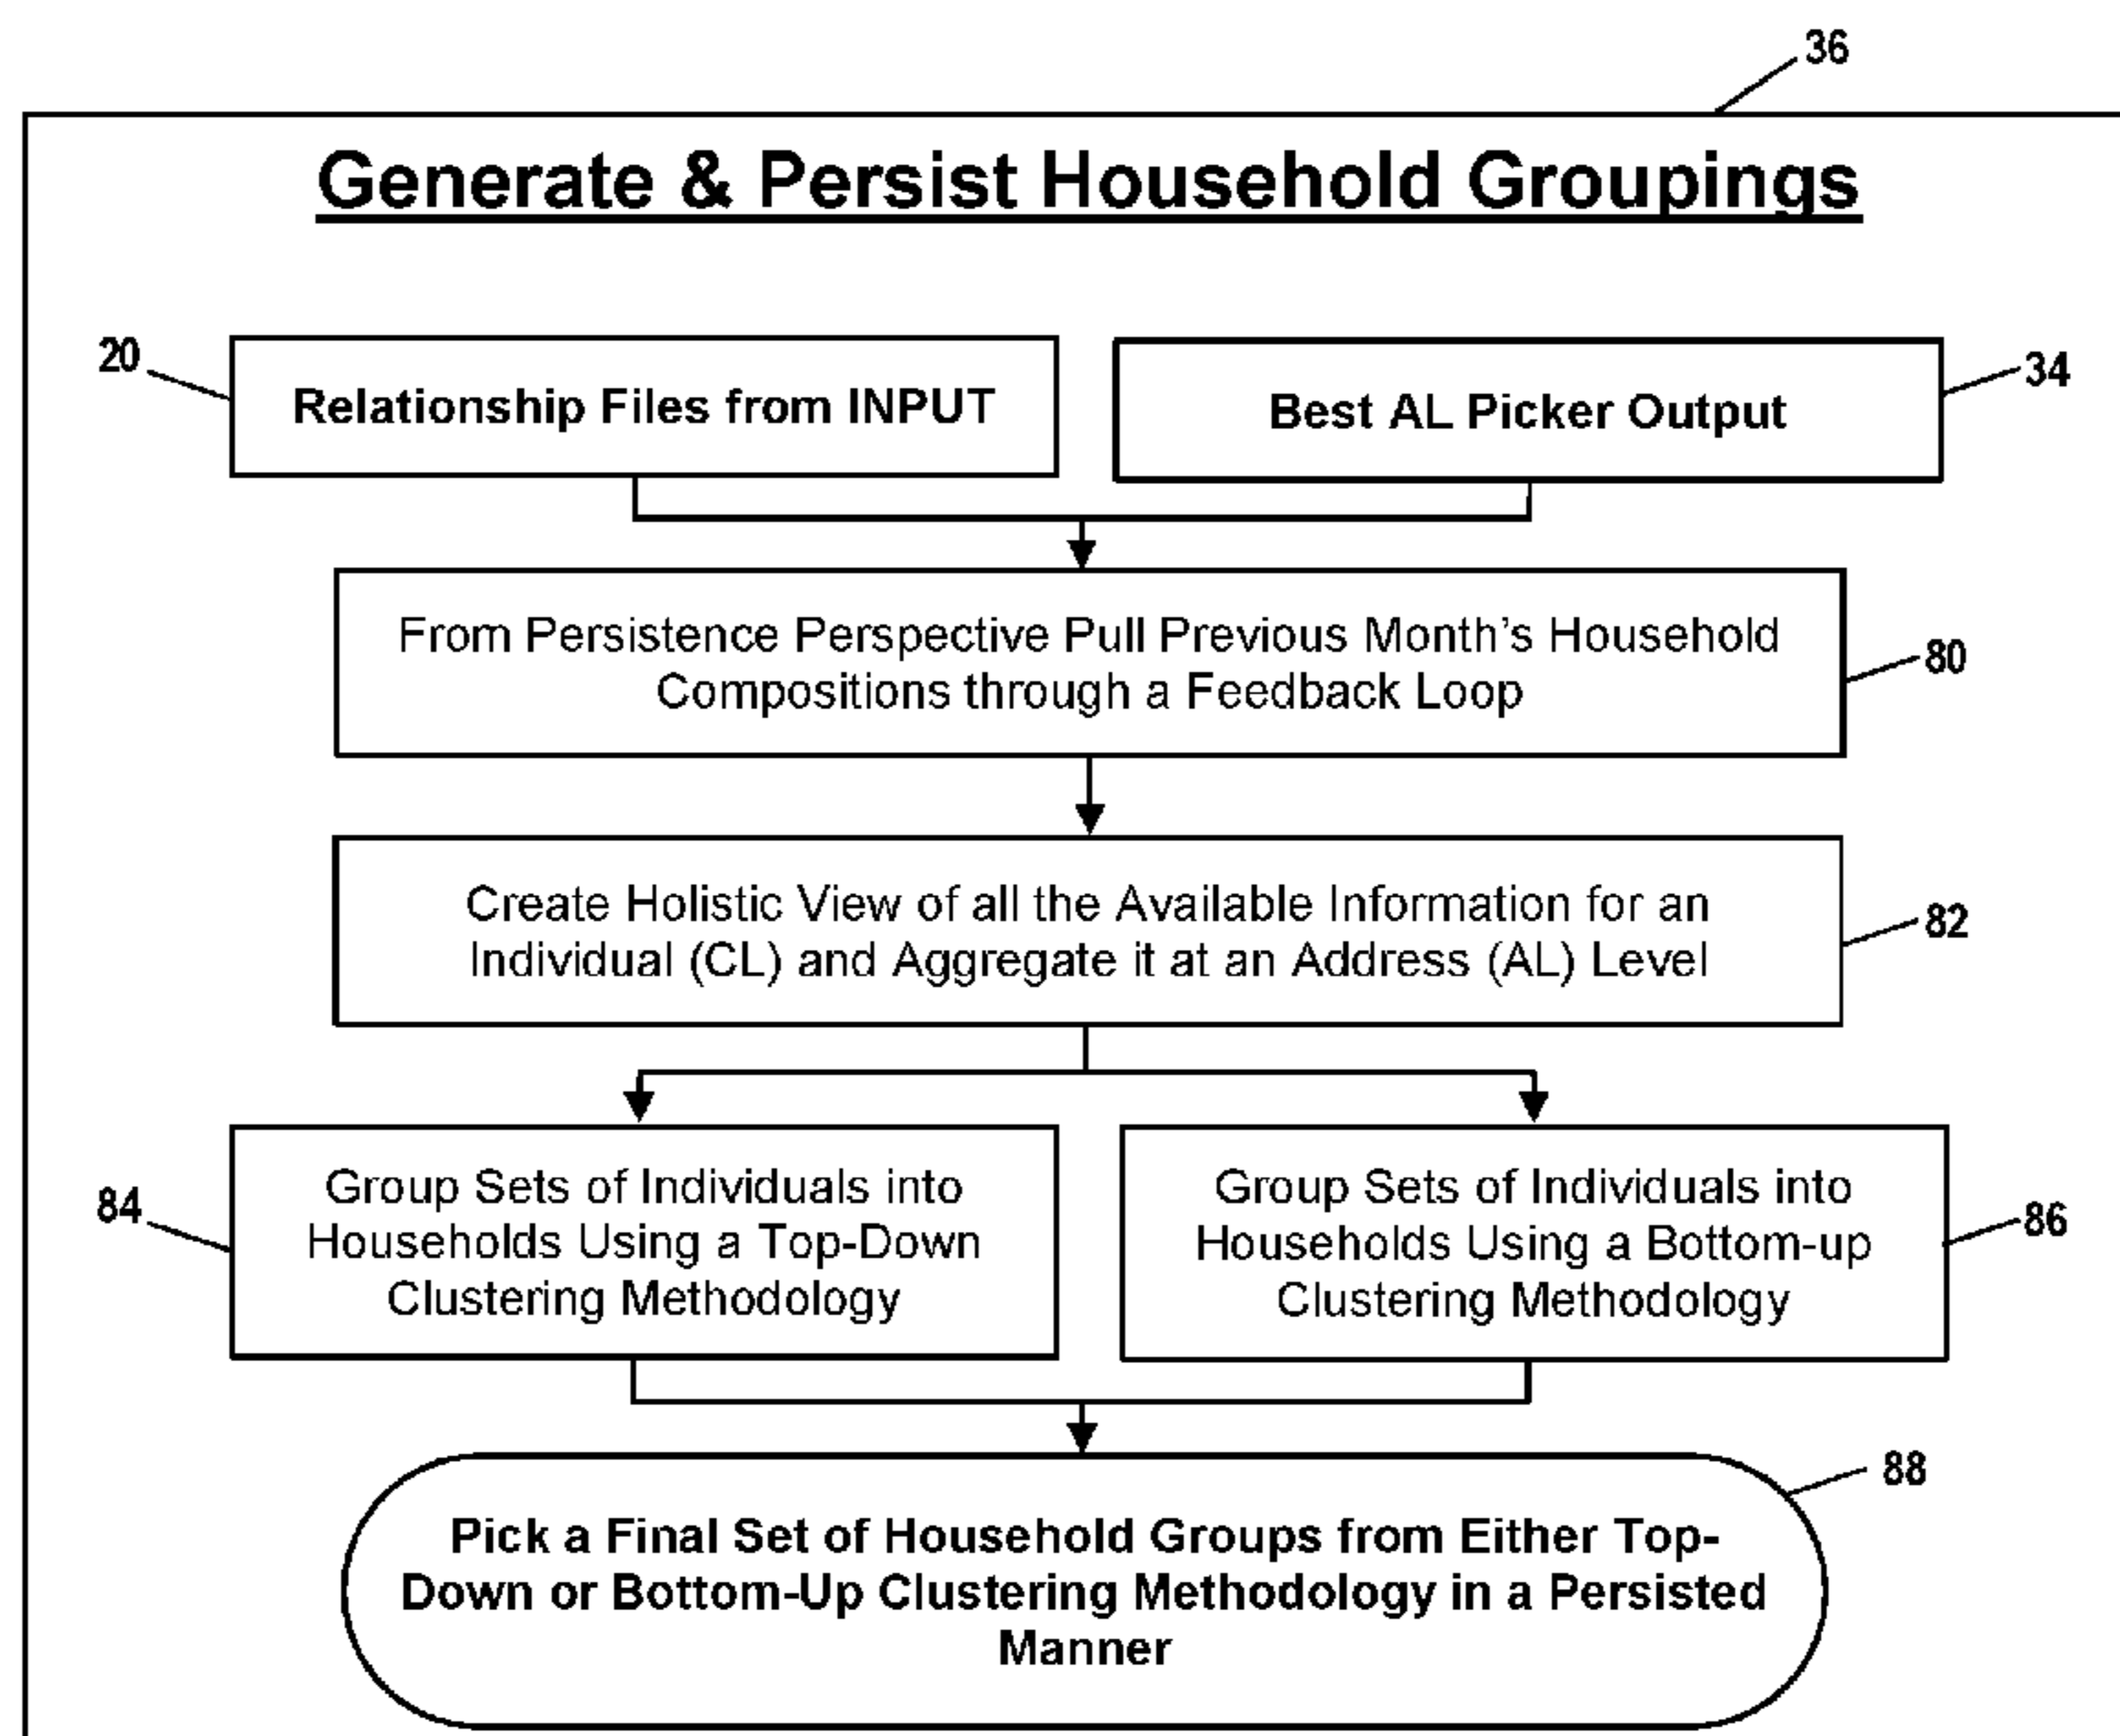 36
Generate & Persist Household Groupings
20
Relationship Files from INPUT
34
Best AL Picker Output
From Persistence Perspective Pull Previous Month's Household
Compositions through a Feedback Loop
80
Create Holistic View of all the Available Information for an
Individual (CL) and Aggregate it at an Address (AL) Level
82
84
Group Sets of Individuals into
Households Using a Top-Down
Clustering Methodology
Group Sets of Individuals into
Households Using a Bottom-up
Clustering Methodology
86
88
Pick a Final Set of Household Groups from Either Top-
Down or Bottom-Up Clustering Methodology in a Persisted
Manner